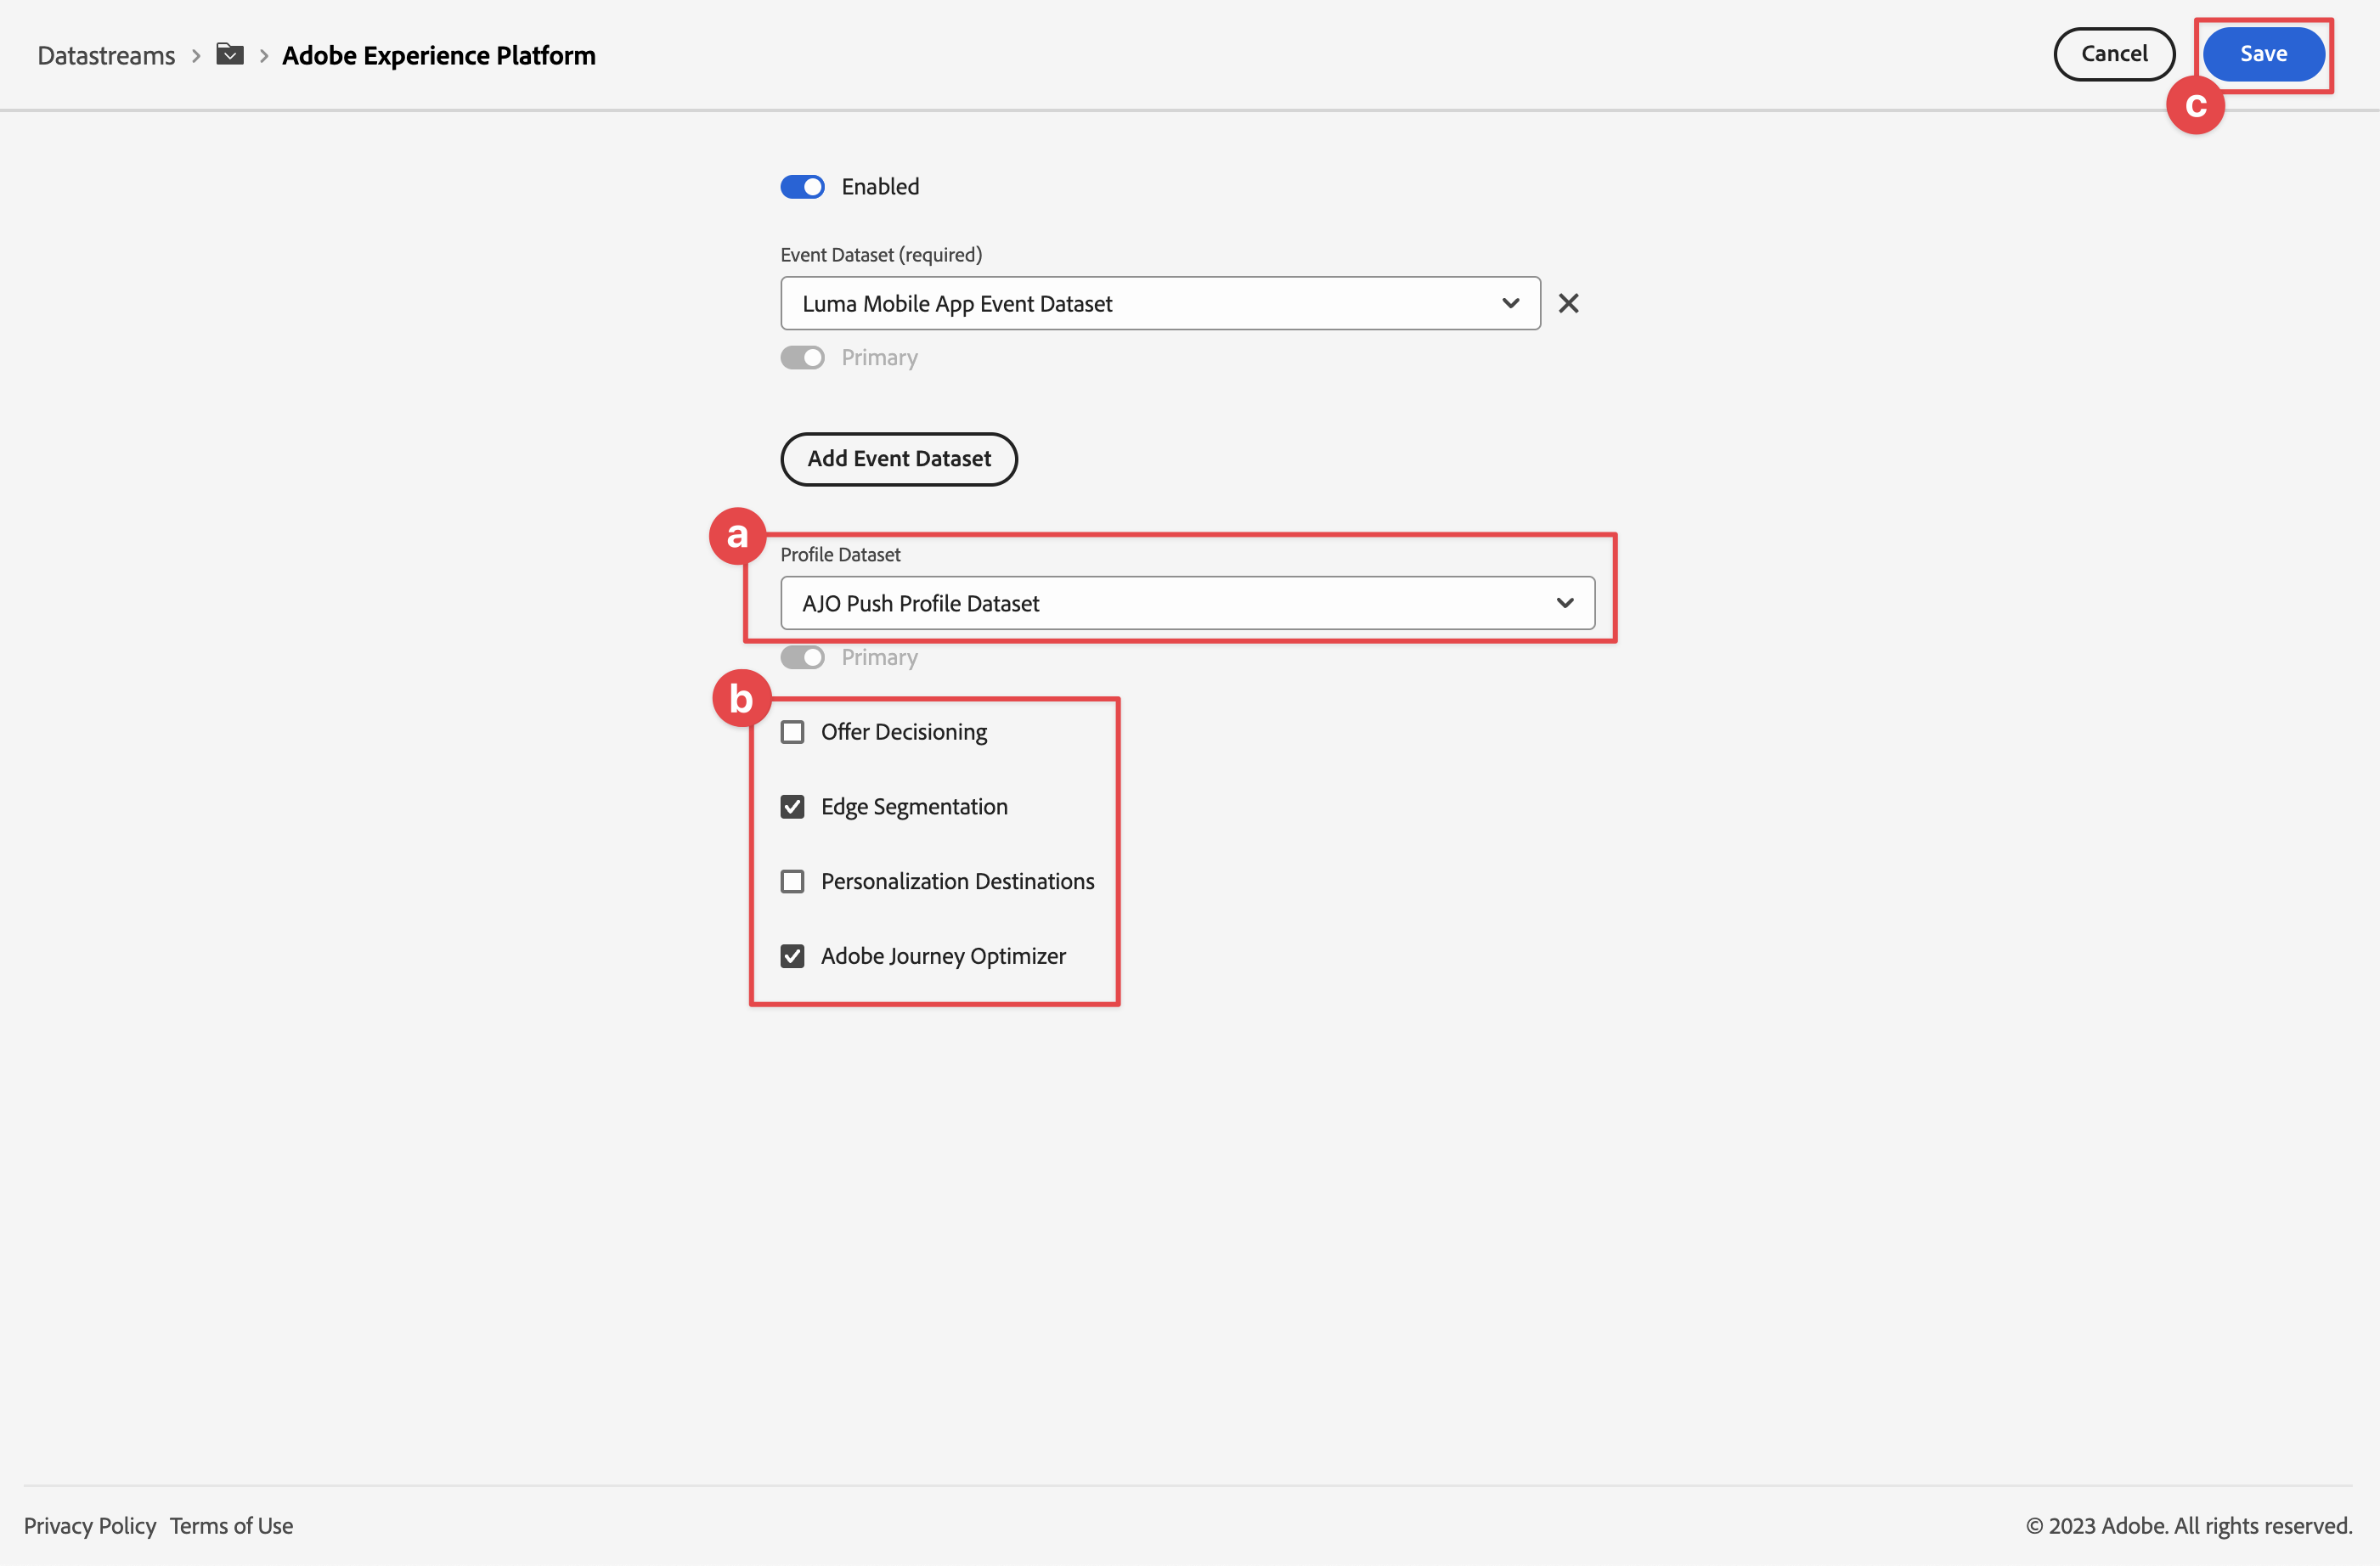 Datastreams > > Adobe Experience Platform
Cancel
Save
c
Enabled
Event Dataset (required)
Luma Mobile App Event Dataset
Primary
Add Event Dataset
a
Profile Dataset
AJO Push Profile Dataset
Primary
b
Offer Decisioning
Edge Segmentation
Personalization Destinations
Adobe Journey Optimizer
Privacy Policy Terms of Use
© 2023 Adobe. All rights reserved.